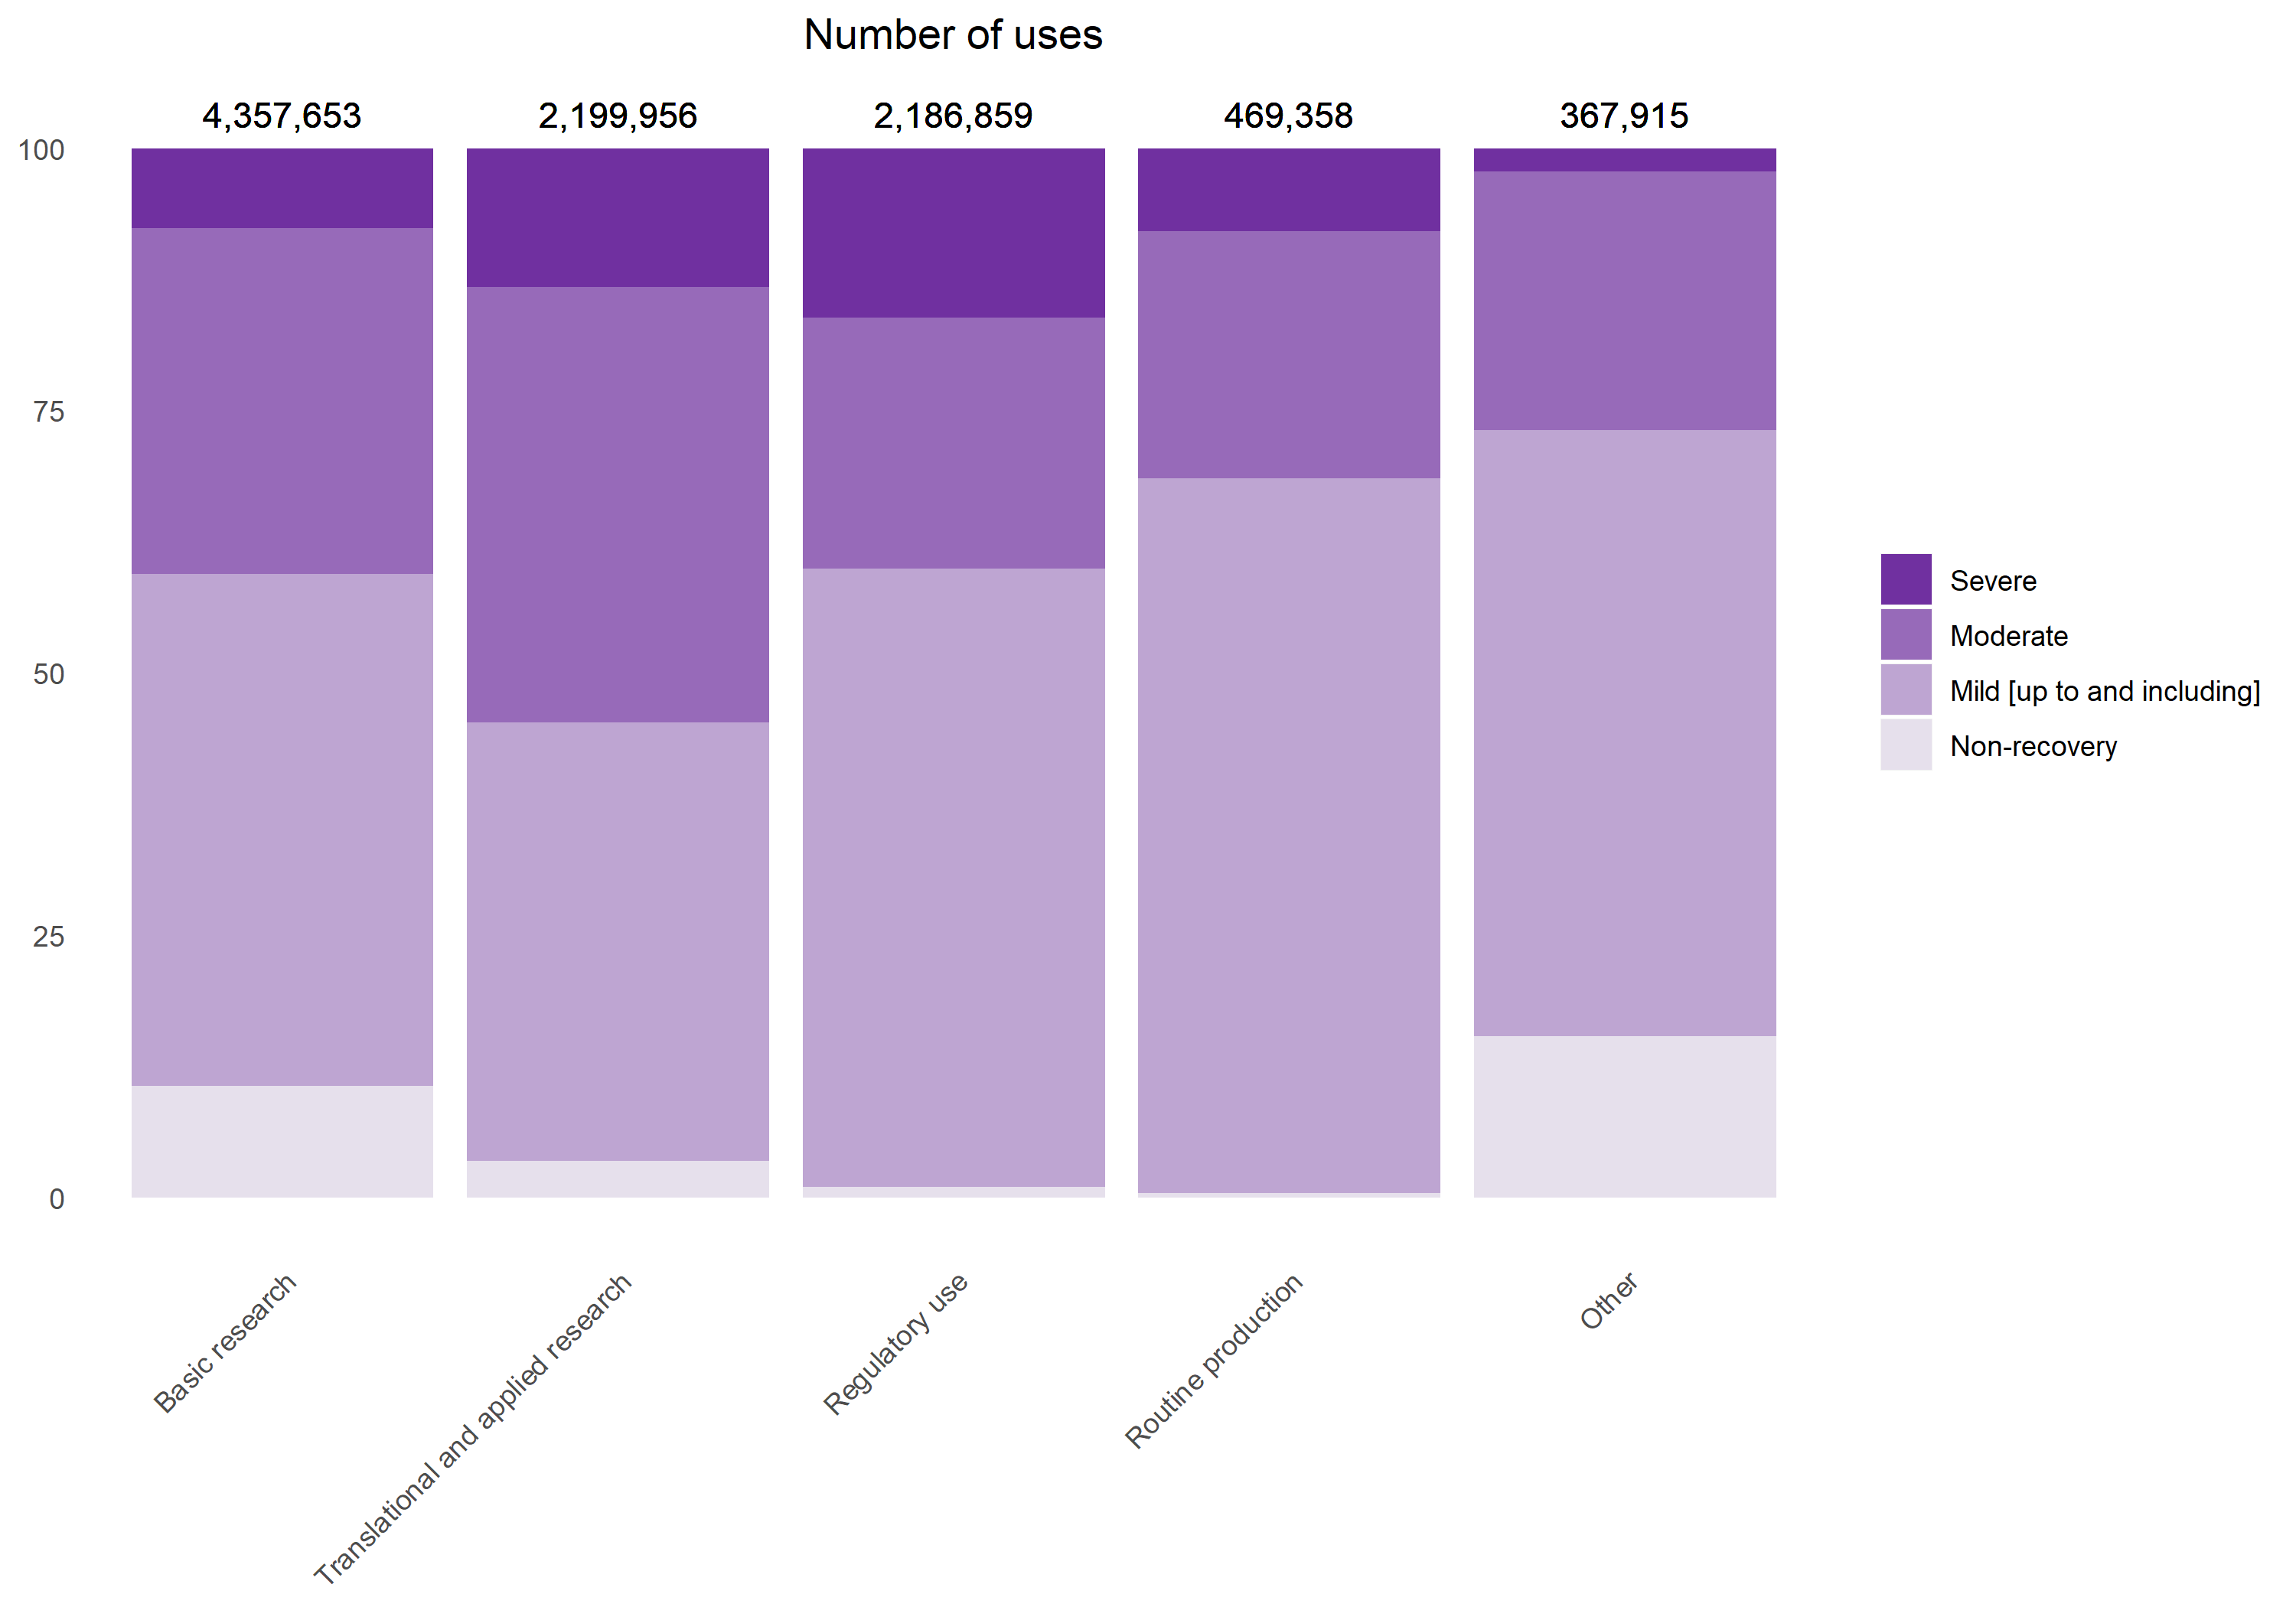 Number of uses
4,357,653 2,199,956 2,186,859 469,358 367,915
100
75
50
25
0
Severe
Moderate
Mild [up to and including]
Non-recovery
Basic research
Translational and applied research
Regulatory use
Routine production
Other